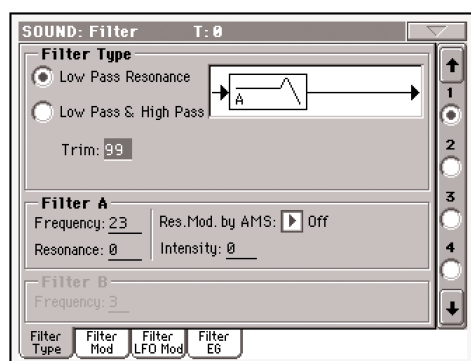 SOUND: Filter T:0
Filter Type
Low Pass Resonance
Low Pass & High Pass
A
Trim: 99
1
2
3
4
Filter A
Frequency: 23
Res.Mod. by AMS: Off
Resonance: 0
Intensity: 0
Filter B
Frequency: 3
Filter Type
Filter Mod
Filter LFO Mod
Filter EG